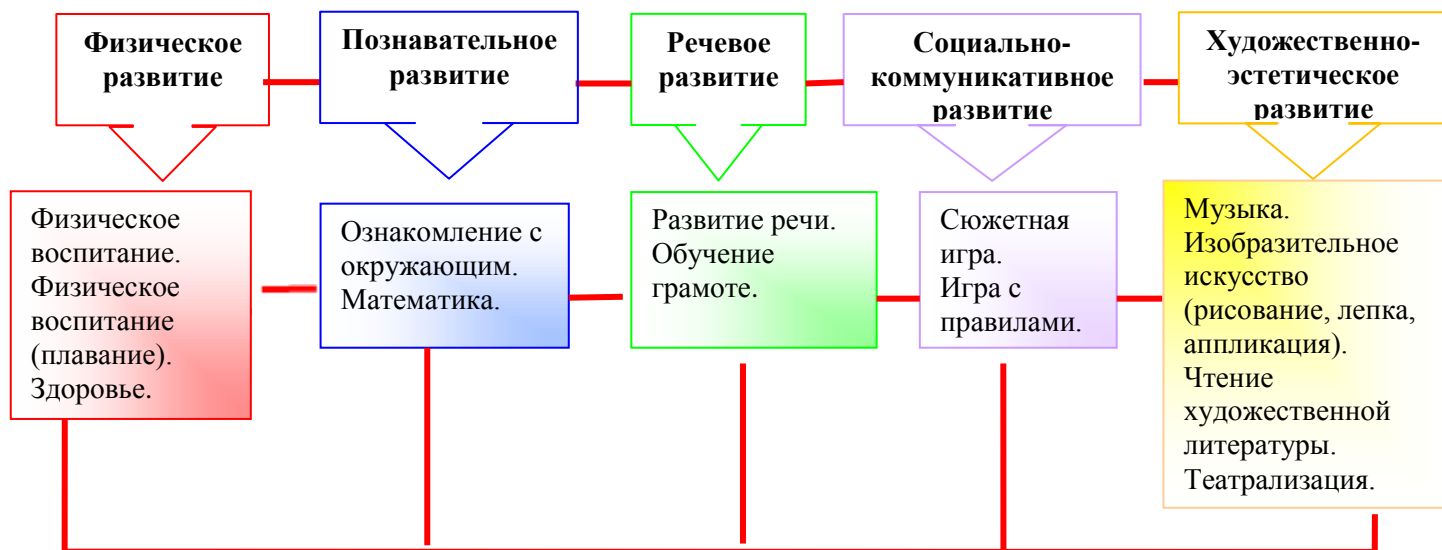 Физическое
развитие
Познавательное
развитие
Речевое
развитие
Социально-
коммуникативное
развитие
Художественно-
эстетическое
развитие
Физическое
воспитание.
Физическое
воспитание
(плавание).
Здоровье.
Ознакомление с
окружающим.
Математика.
Развитие речи.
Обучение
грамоте.
Сюжетная
игра.
Игра с
правилами.
Музыка.
Изобразительное
искусство
(рисование, лепка,
аппликация).
Чтение
художественной
литературы.
Театрализация.